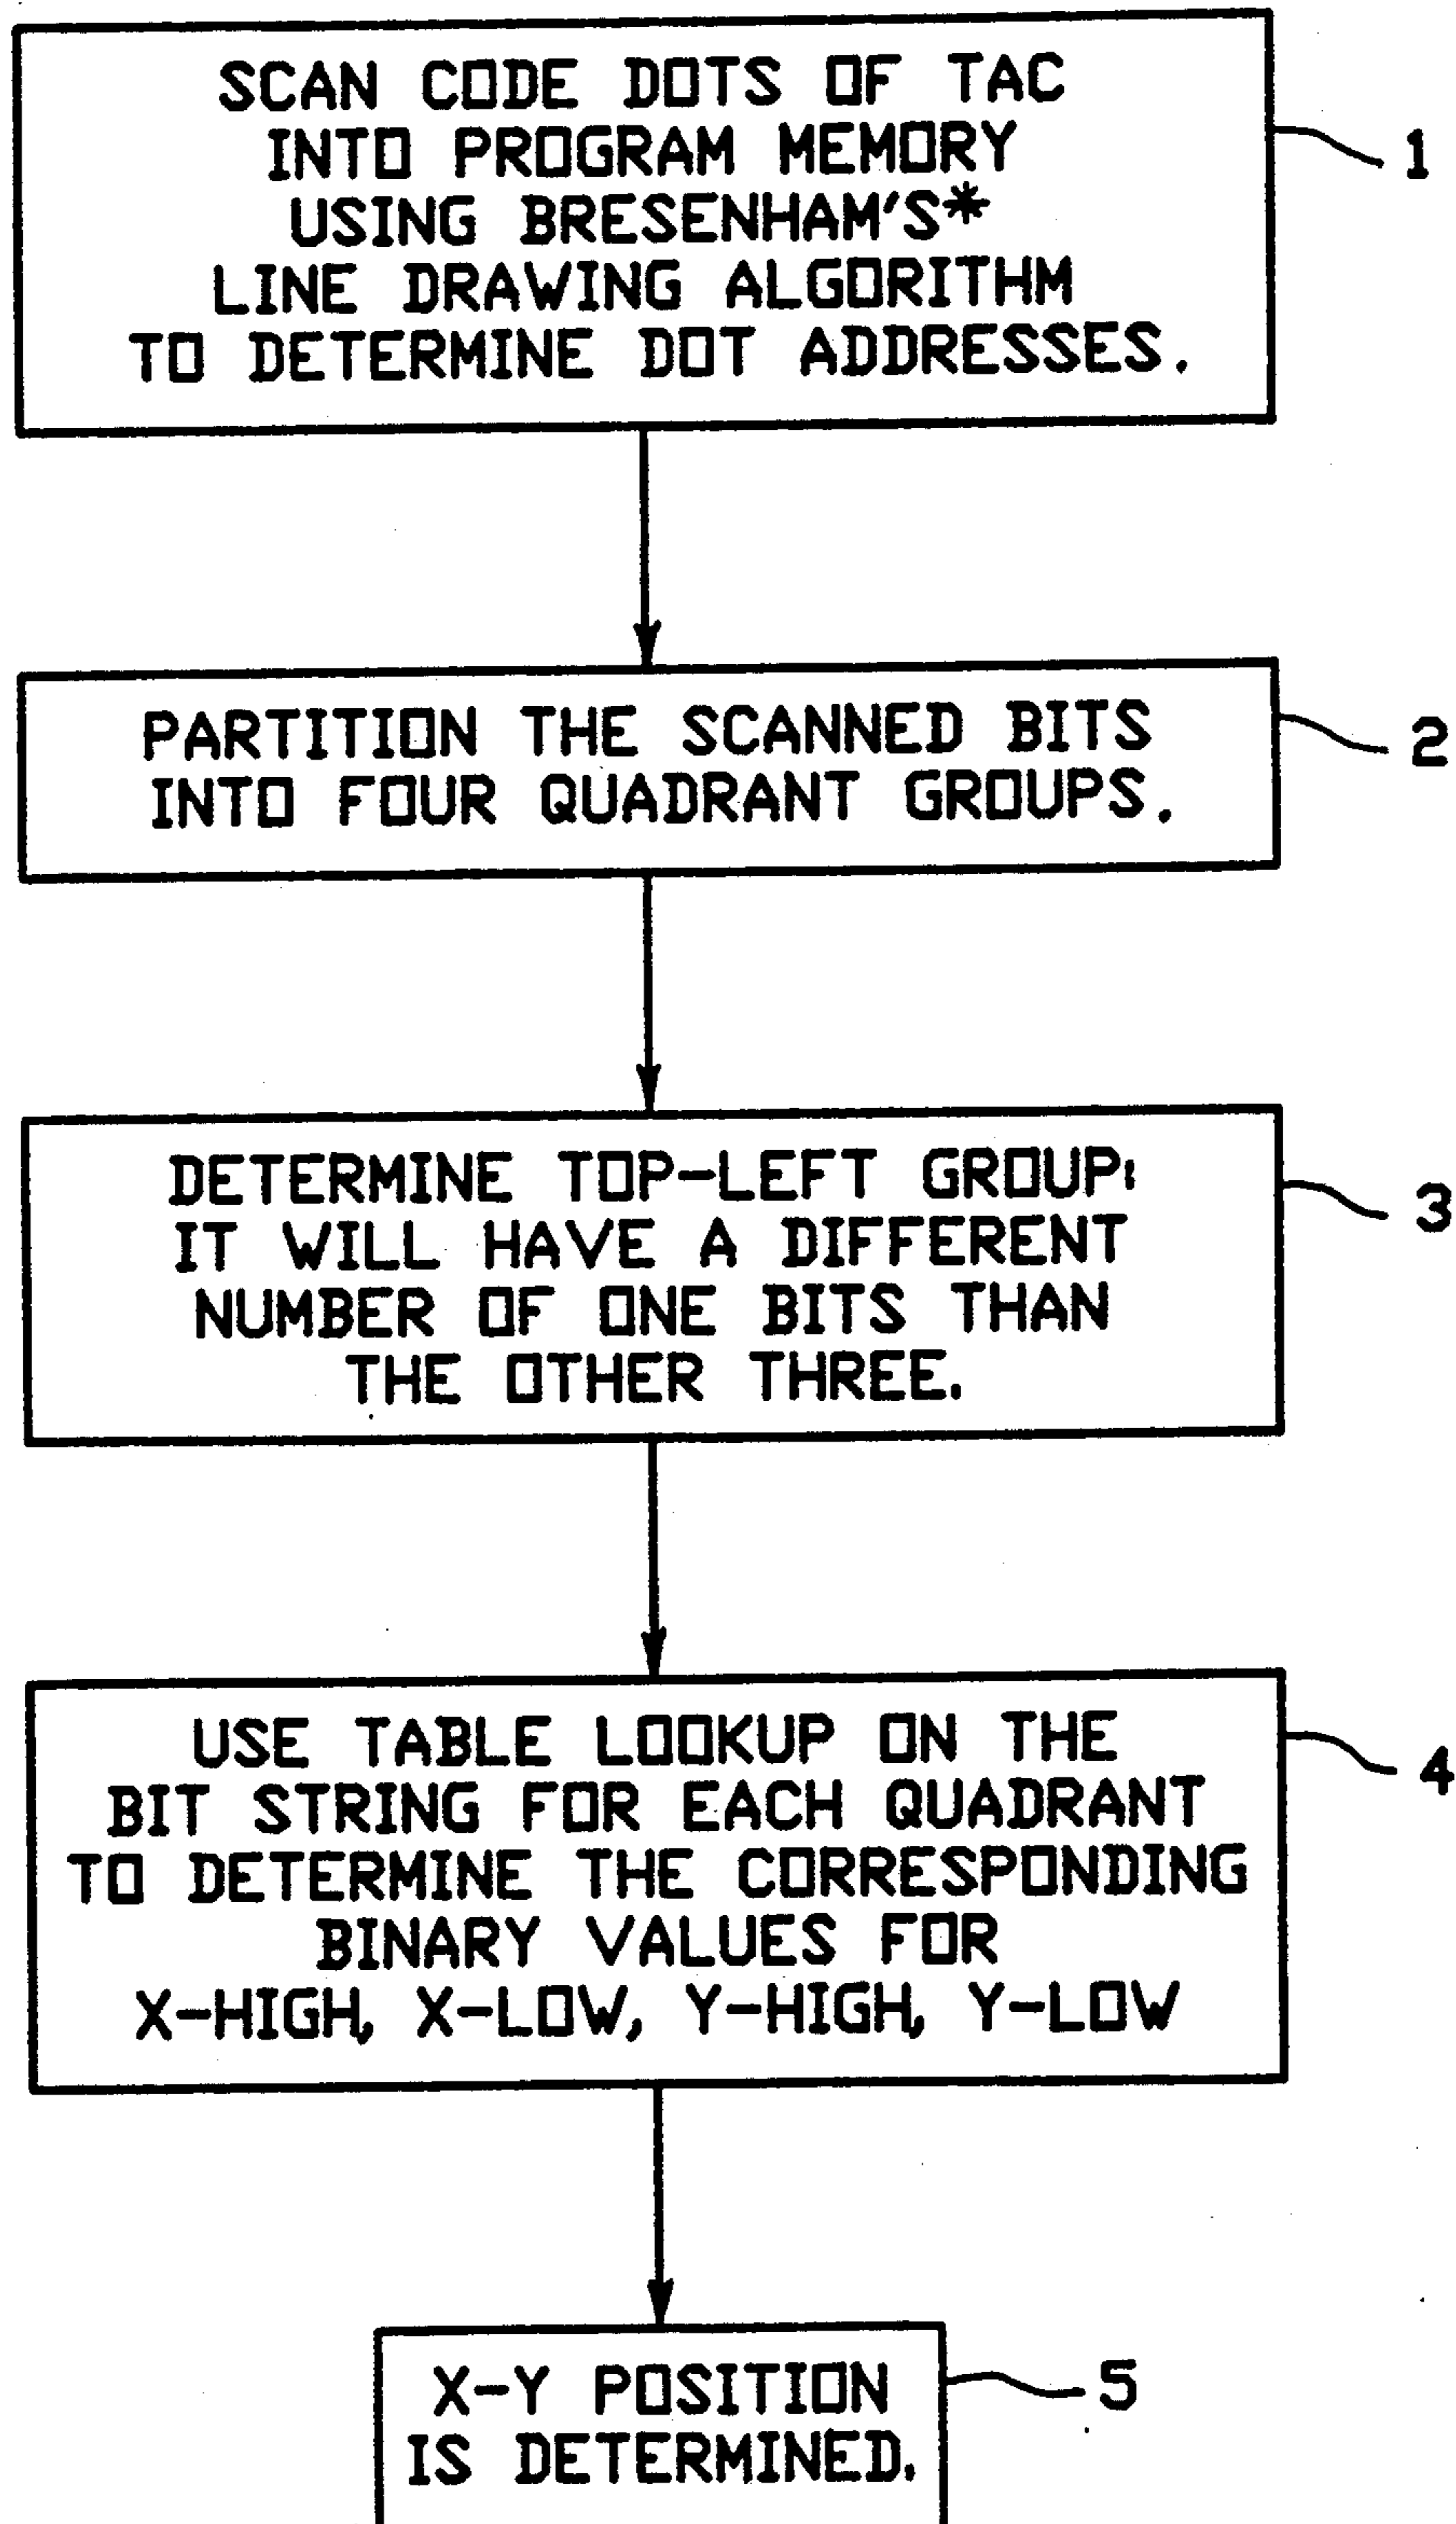 SCAN CODE DOTS OF TAC
INTO PROGRAM MEMORY
USING BRESENHAM'S*
LINE DRAWING ALGORITHM
TO DETERMINE DOT ADDRESSES.
1
PARTITION THE SCANNED BITS
INTO FOUR QUADRANT GROUPS.
2
DETERMINE TOP-LEFT GROUP:
IT WILL HAVE A DIFFERENT
NUMBER OF ONE BITS THAN
THE OTHER THREE.
3
USE TABLE LOOKUP ON THE
BIT STRING FOR EACH QUADRANT
TO DETERMINE THE CORRESPONDING
BINARY VALUES FOR
X-HIGH, X-LOW, Y-HIGH, Y-LOW
4
X-Y POSITION
IS DETERMINED.
5